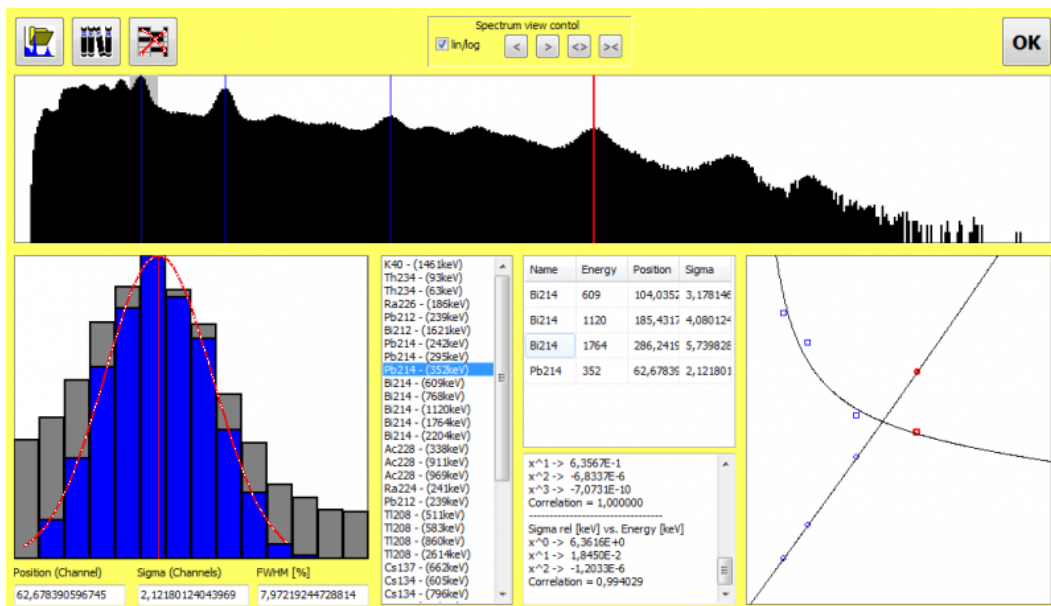 Spectrum view contol
lin/log
<
>
<>
><
OK
K40 - (1461keV)
Th234 - (93keV)
Th234 - (63keV)
Ra226 - (186keV)
Pb212 - (239keV)
Bi212 - (1621keV)
Pb214 - (242keV)
Pb214 - (295keV)
Pb214 - (352keV)
Bi214 - (609keV)
Bi214 - (768keV)
Bi214 - (1120keV)
Bi214 - (1764keV)
Bi214 - (2204keV)
Ac228 - (338keV)
Ac228 - (911keV)
Ac228 - (969keV)
Ra224 - (241keV)
Pb212 - (239keV)
Tl208 - (511keV)
Tl208 - (583keV)
Tl208 - (860keV)
Tl208 - (2614keV)
Cs137 - (662keV)
Cs134 - (605keV)
Cs134 - (796keV)
Name Energy Position Sigma
Bi214 609 104,0352 3,178146
Bi214 1120 185,4317 4,080124
Bi214 1764 286,2419 5,739828
Pb214 352 62,67839 2,121801
x^1 -> 6,3567E-1
x^2 -> -6,8337E-6
x^3 -> -7,0731E-10
Correlation = 1,000000
------------------------------------
Sigma rel [keV] vs. Energy [keV]
x^0 -> 6,3616E+0
x^1 -> 1,8450E-2
x^2 -> -1,2033E-6
Correlation = 0,994029
Position (Channel) Sigma (Channels) FWHM [%]
62,678390596745 2,12180124043969 7,97219244728814